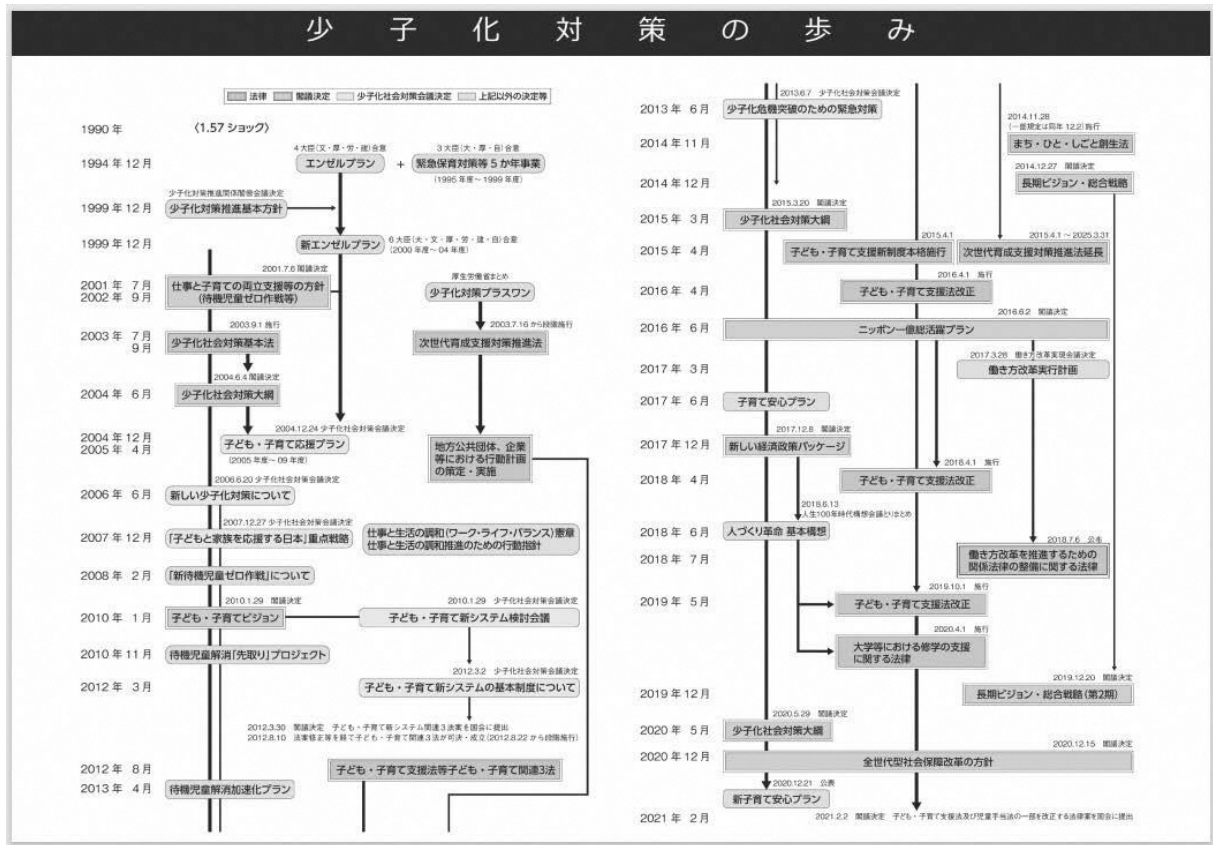 少子化対策の歩み
法律 閣議決定 少子化社会対策会議決定 上記以外の決定等
1990年 〈1.57ショック〉
4大臣(文・厚・労・建)合意 3大臣(大・厚・自)合意
1994年12月 エンゼルプラン + 緊急保育対策等5か年事業
(1995年度~1999年度)
少子化対策推進関係閣僚会議決定
1999年12月 少子化対策推進基本方針
1999年12月 新エンゼルプラン 6大臣(大・文・厚・労・建・自)合意
(2000年度~04年度)
2001.7.6 閣議決定
厚生労働省まとめ
2001年 7月 仕事と子育ての両立支援等の方針
2002年 9月 (待機児童ゼロ作戦等)
少子化対策プラスワン
2003.9.1 施行 2003.7.16から段階施行
2003年 7月
9月 少子化社会対策基本法 次世代育成支援対策推進法
2004.6.4 閣議決定
2004年 6月 少子化社会対策大綱
2004.12.24 少子化社会対策会議決定
2004年12月
2005年 4月
子ども・子育て応援プラン
(2005年度~09年度)
地方公共団体、企業
等における行動計画
の策定・実施
2006.6.20 少子化社会対策会議決定
2006年 6月 新しい少子化対策について
2007.12.27 少子化社会対策会議決定
2007年12月 「子どもと家族を応援する日本」重点戦略
仕事と生活の調和(ワーク・ライフ・バランス)憲章
仕事と生活の調和推進のための行動指針
2008年 2月 「新待機児童ゼロ作戦」について
2010.1.29 閣議決定 2010.1.29 少子化社会対策会議決定
2010年 1月 子ども・子育てビジョン 子ども・子育て新システム検討会議
2010年11月 待機児童解消「先取り」プロジェクト
2012.3.2 少子化社会対策会議決定
2012年 3月 子ども・子育て新システムの基本制度について
2012.3.30 閣議決定 子ども・子育て新システム関連3法案を国会に提出
2012.8.10 法案修正等を経て子ども・子育て関連3法が可決・成立(2012.8.22から段階施行)
2012年 8月 子ども・子育て支援法等子ども・子育て関連3法
2013年 4月 待機児童解消加速化プラン
2013.6.7 少子化社会対策会議決定
2013年 6月 少子化危機突破のための緊急対策
2014.11.28
(一部規定は同年12.2)施行
2014年11月 まち・ひと・しごと創生法
2014.12.27 閣議決定
2014年12月 長期ビジョン・総合戦略
2015.3.20 閣議決定
2015年 3月 少子化社会対策大綱
2015.4.1 2015.4.1~2025.3.31
2015年 4月 子ども・子育て支援新制度本格施行 次世代育成支援対策推進法延長
2016.4.1 施行
2016年 4月 子ども・子育て支援法改正
2016.6.2 閣議決定
2016年 6月 ニッポン一億総活躍プラン
2017.3.28 働き方改革実現会議決定
2017年 3月 働き方改革実行計画
2017年 6月 子育て安心プラン
2017.12.8 閣議決定
2017年12月 新しい経済政策パッケージ
2018.4.1 施行
2018年 4月 子ども・子育て支援法改正
2018.6.13
人生100年時代構想会議とりまとめ
2018年 6月 人づくり革命 基本構想
2018.7.6 公布
2018年 7月 働き方改革を推進するための
関係法律の整備に関する法律
2019.10.1 施行
2019年 5月 子ども・子育て支援法改正
2020.4.1 施行
大学等における修学の支援
に関する法律
2019.12.20 閣議決定
2019年12月 長期ビジョン・総合戦略(第2期)
2020.5.29 閣議決定
2020年 5月 少子化社会対策大綱
2020.12.15 閣議決定
2020年12月 全世代型社会保障改革の方針
2020.12.21 公表
新子育て安心プラン
2021年 2月 2021.2.2 閣議決定 子ども・子育て支援法及び児童手当法の一部を改正する法律案を国会に提出